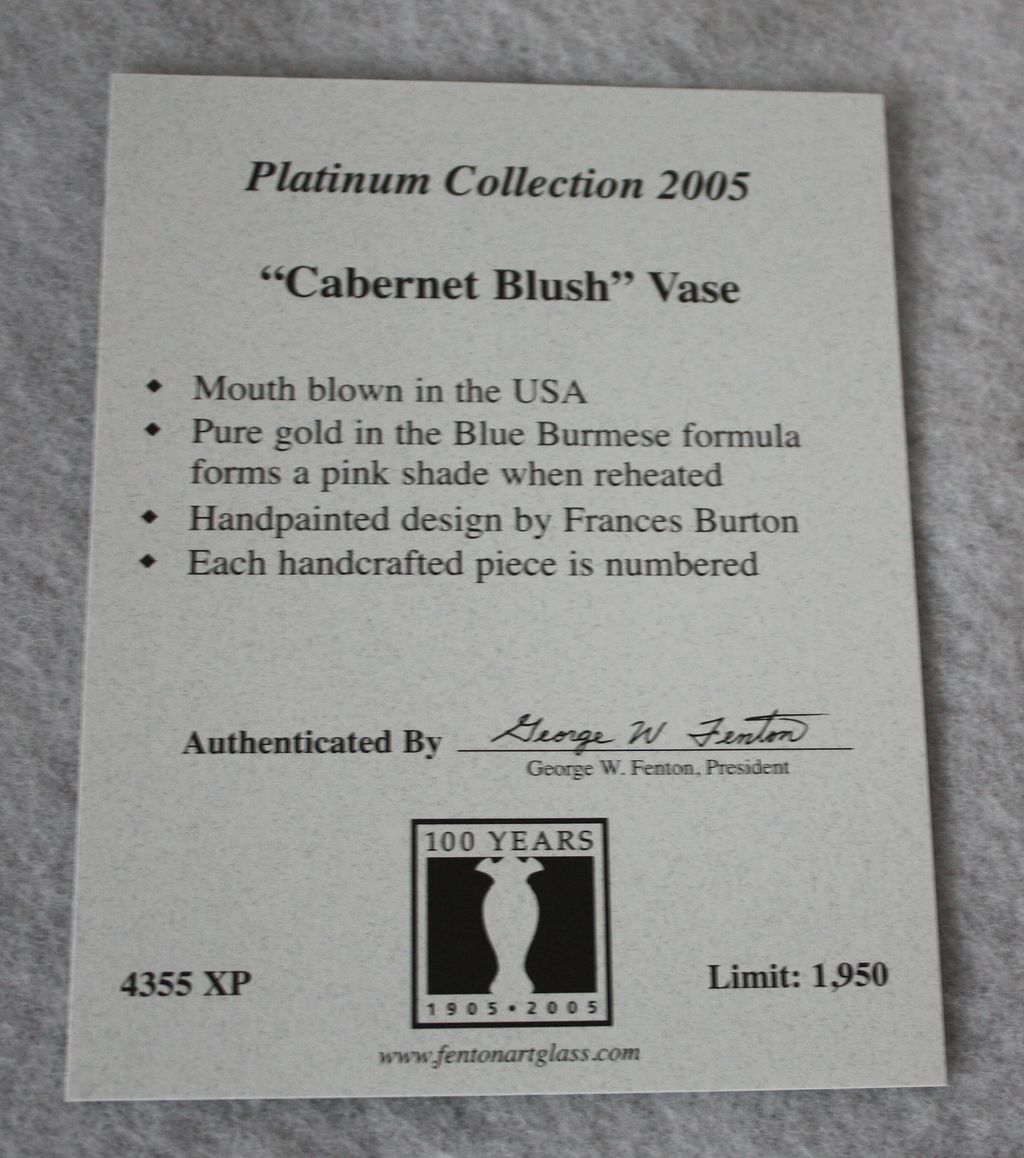 Platinum Collection 2005
“Cabernet Blush” Vase
◆ Mouth blown in the USA
◆ Pure gold in the Blue Burmese formula
forms a pink shade when reheated
◆ Handpainted design by Frances Burton
◆ Each handcrafted piece is numbered
Authenticated By George W Fenton
George W. Fenton, President
100 YEARS
1905•2005
4355 XP
Limit: 1,950
www.fentonartglass.com